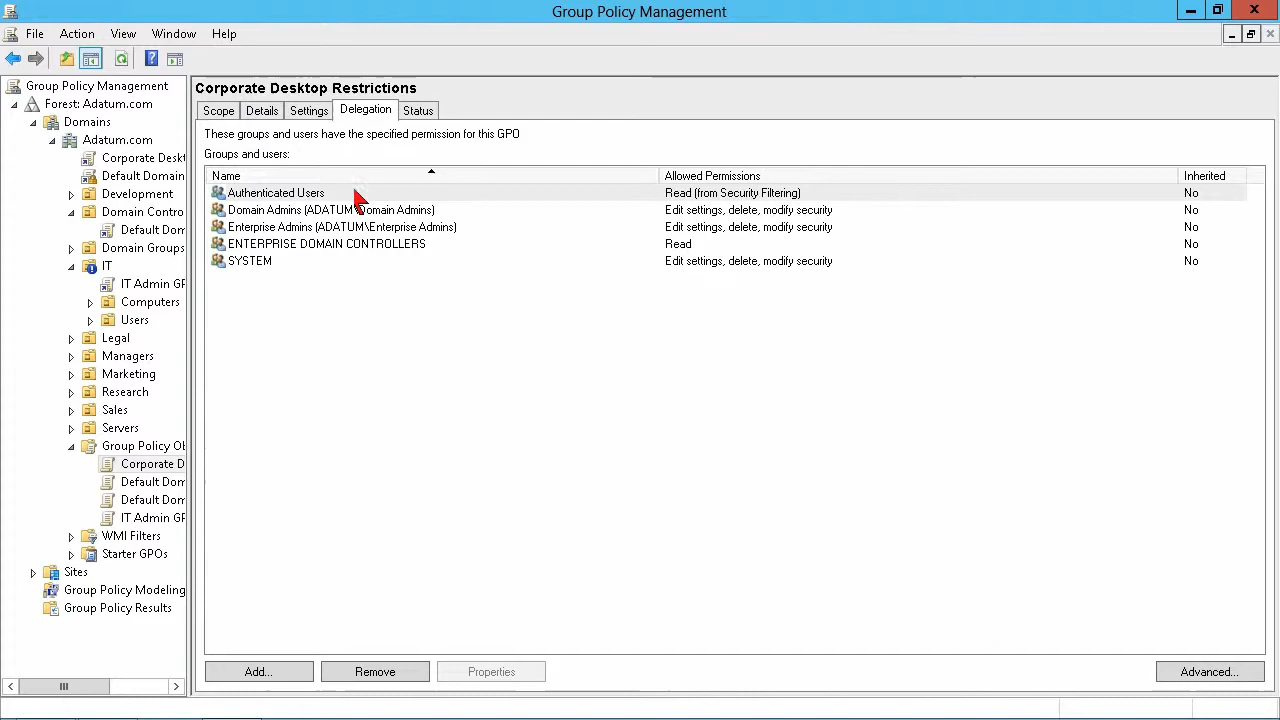 Group Policy Management
File Action View Window Help
Group Policy Management
Forest: Adatum.com
Domains
Adatum.com
Corporate Deskt
Default Domain
Development
Domain Contro
Default Dom
Domain Groups
IT
IT Admin GP
Computers
Users
Legal
Managers
Marketing
Research
Sales
Servers
Group Policy Ob
Corporate D
Default Dom
Default Dom
IT Admin GP
WMI Filters
Starter GPOs
Sites
Group Policy Modeling
Group Policy Results
Corporate Desktop Restrictions
Scope Details Settings Delegation Status
These groups and users have the specified permission for this GPO
Groups and users:
Name Allowed Permissions Inherited
Authenticated Users Read (from Security Filtering) No
Domain Admins (ADATUM\Domain Admins) Edit settings, delete, modify security No
Enterprise Admins (ADATUM\Enterprise Admins) Edit settings, delete, modify security No
ENTERPRISE DOMAIN CONTROLLERS Read No
SYSTEM Edit settings, delete, modify security No
Add... Remove Properties Advanced...